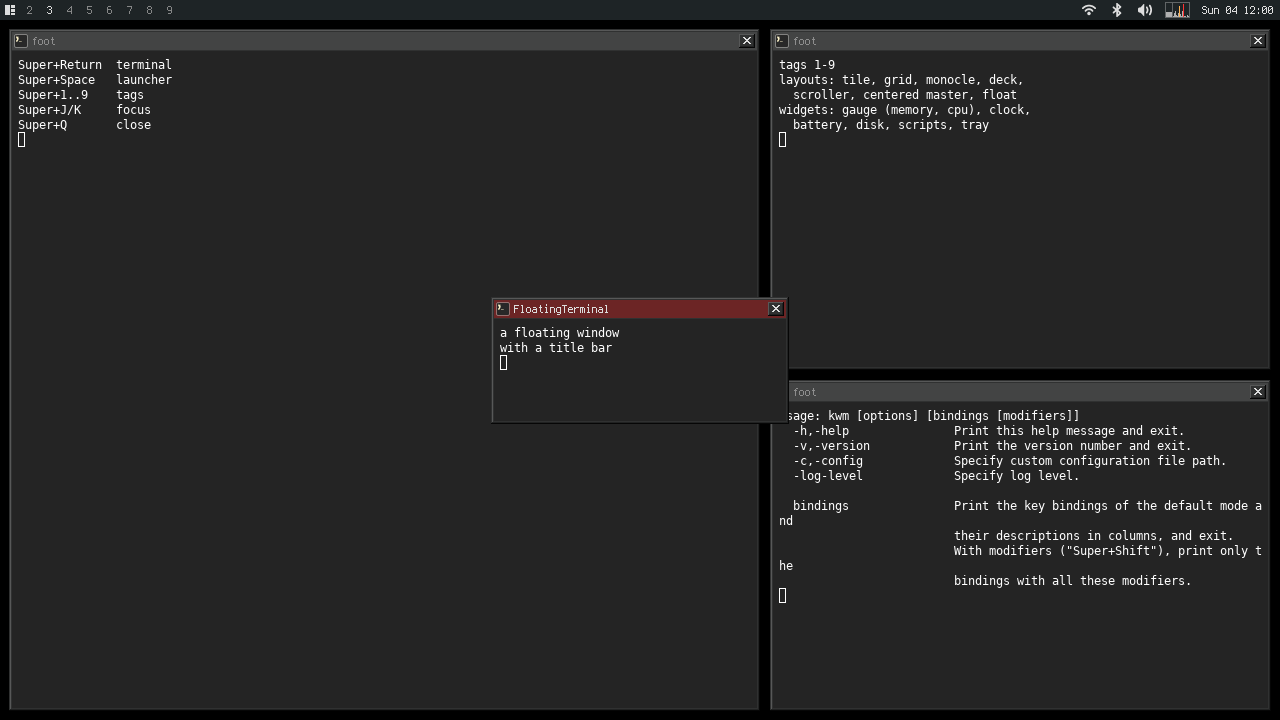 2 3 4 5 6 7 8 9
Sun 04 12:00
foot
Super+Return  terminal
Super+Space   launcher
Super+1..9    tags
Super+J/K     focus
Super+Q       close
foot
tags 1-9
layouts: tile, grid, monocle, deck,
  scroller, centered master, float
widgets: gauge (memory, cpu), clock,
  battery, disk, scripts, tray
FloatingTerminal
a floating window
with a title bar
foot
sage: kwm [options] [bindings [modifiers]]
  -h,-help               Print this help message and exit.
  -v,-version            Print the version number and exit.
  -c,-config             Specify custom configuration file path.
  -log-level             Specify log level.
  bindings               Print the key bindings of the default mode a
nd
                         their descriptions in columns, and exit.
                         With modifiers ("Super+Shift"), print only t
he
                         bindings with all these modifiers.